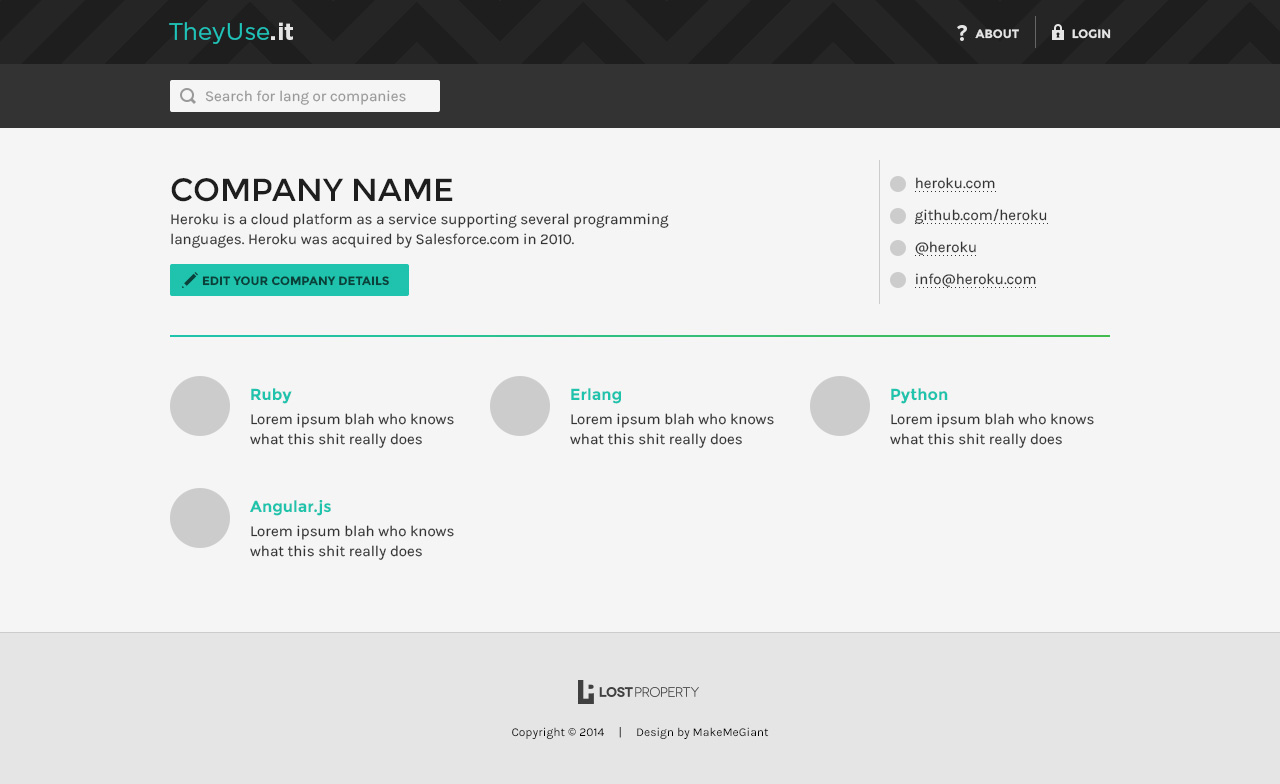 TheyUse.it
? ABOUT
LOGIN
Search for lang or companies
COMPANY NAME
Heroku is a cloud platform as a service supporting several programming
languages. Heroku was acquired by Salesforce.com in 2010.
EDIT YOUR COMPANY DETAILS
heroku.com
github.com/heroku
@heroku
info@heroku.com
Ruby
Lorem ipsum blah who knows
what this shit really does
Erlang
Lorem ipsum blah who knows
what this shit really does
Python
Lorem ipsum blah who knows
what this shit really does
Angular.js
Lorem ipsum blah who knows
what this shit really does
LOSTPROPERTY
Copyright © 2014 | Design by MakeMeGiant